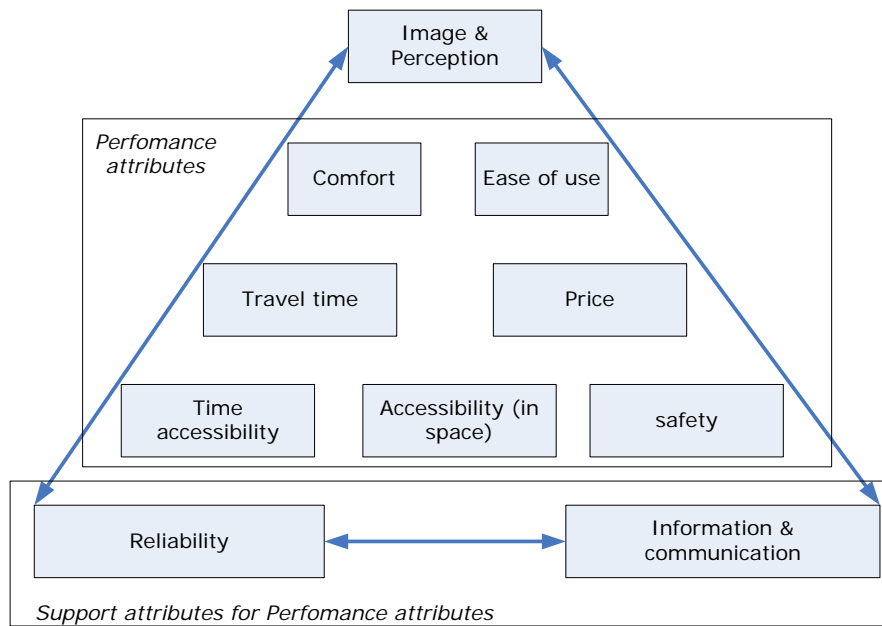 Image &
Perception
Perfomance
attributes
Comfort
Ease of use
Travel time
Price
Time
accessibility
Accessibility (in
space)
safety
Reliability
Information &
communication
Support attributes for Perfomance attributes